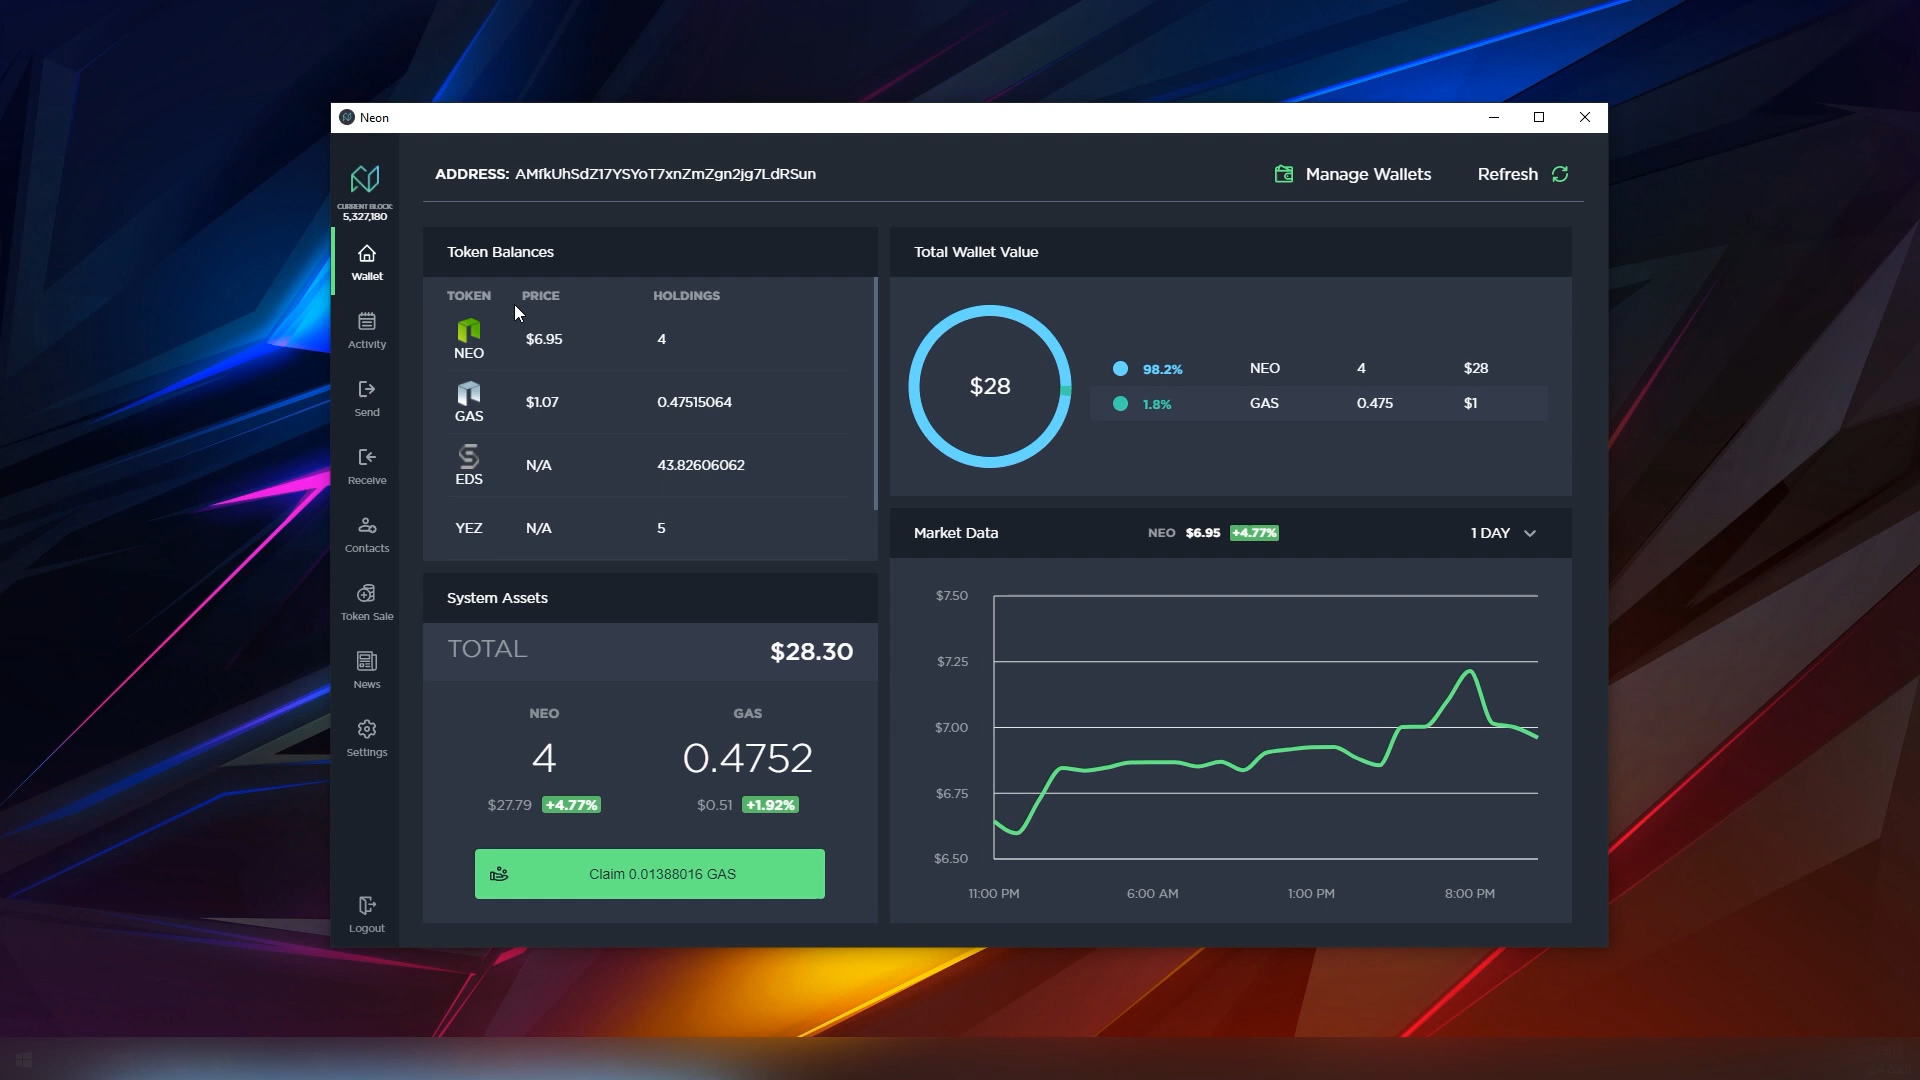 Neon
ADDRESS: AMfkUhSdZ17YSYoT7xnZmZgn2jg7LdRSun
Manage Wallets
Refresh
CURRENT BLOCK:
5,327,180
Wallet
Activity
Send
Receive
Contacts
Token Sale
News
Settings
Logout
Token Balances
TOKEN PRICE HOLDINGS
NEO $6.95 4
GAS $1.07 0.47515064
EDS N/A 43.82606062
YEZ N/A 5
System Assets
TOTAL $28.30
NEO GAS
4 0.4752
$27.79 +4.77% $0.51 +1.92%
Claim 0.01388016 GAS
Total Wallet Value
$28
98.2% NEO 4 $28
1.8% GAS 0.475 $1
Market Data NEO $6.95 +4.77% 1 DAY
$7.50
$7.25
$7.00
$6.75
$6.50
11:00 PM 6:00 AM 1:00 PM 8:00 PM